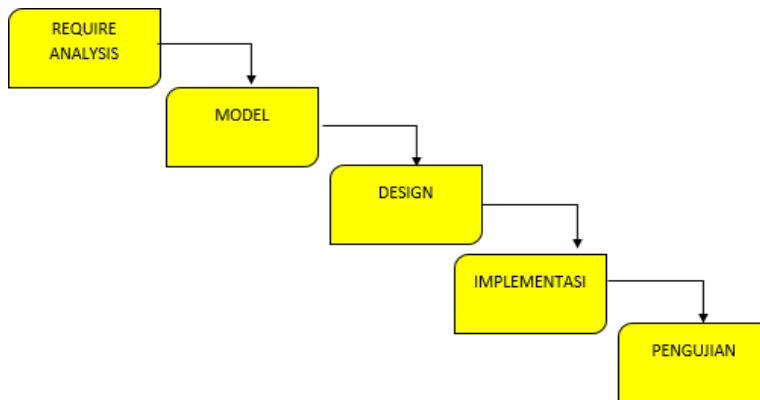 REQUIRE
ANALYSIS
MODEL
DESIGN
IMPLEMENTASI
PENGUJIAN